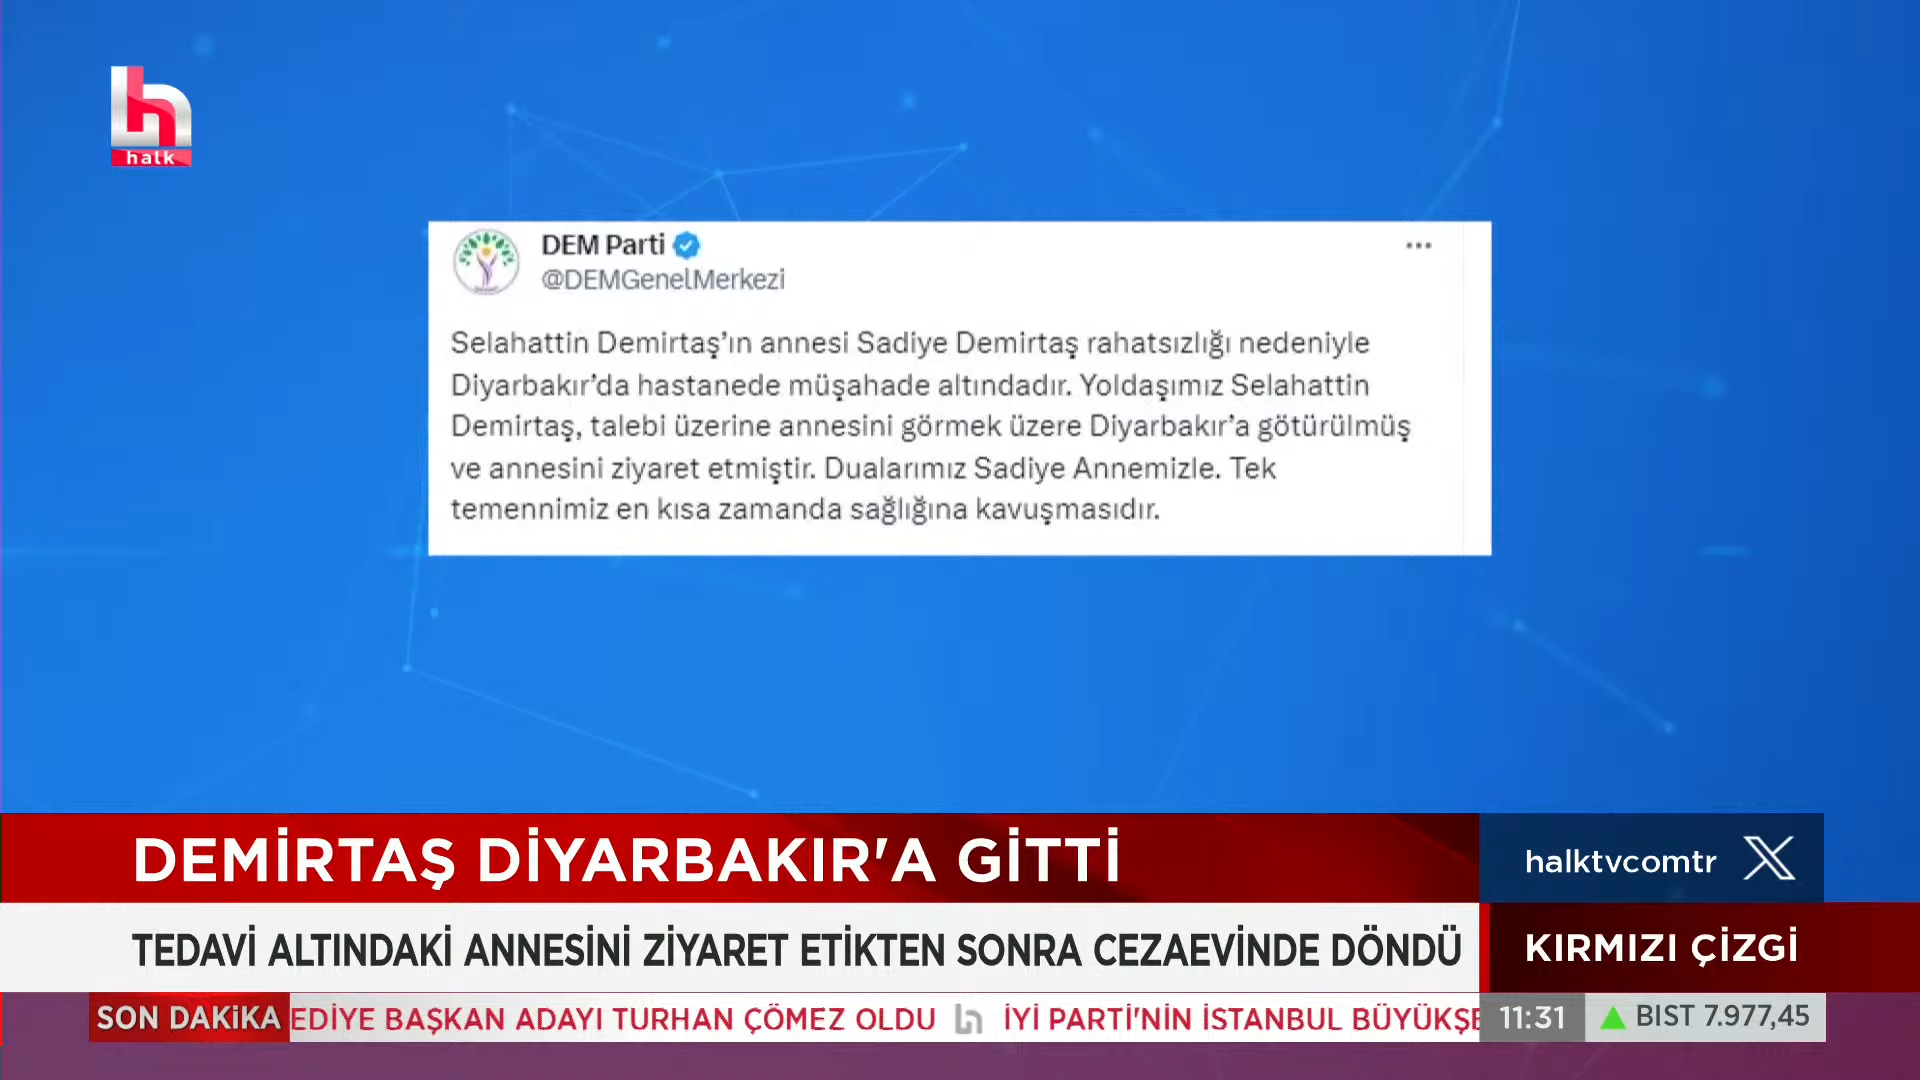 halk
DEM Parti
@DEMGenelMerkezi
Selahattin Demirtaş’ın annesi Sadiye Demirtaş rahatsızlığı nedeniyle
Diyarbakır’da hastanede müşahade altındadır. Yoldaşımız Selahattin
Demirtaş, talebi üzerine annesini görmek üzere Diyarbakır’a götürülmüş
ve annesini ziyaret etmiştir. Dualarımız Sadiye Annemizle. Tek
temennimiz en kısa zamanda sağlığına kavuşmasıdır.
DEMİRTAŞ DİYARBAKIR'A GİTTİ
halktvcomtr
TEDAVİ ALTINDAKİ ANNESİNİ ZİYARET ETİKTEN SONRA CEZAEVİNDE DÖNDÜ
KIRMIZI ÇİZGİ
SON DAKİKA
EDİYE BAŞKAN ADAYI TURHAN ÇÖMEZ OLDU
İYİ PARTİ'NİN İSTANBUL BÜYÜKŞE
11:31
BIST 7.977,45